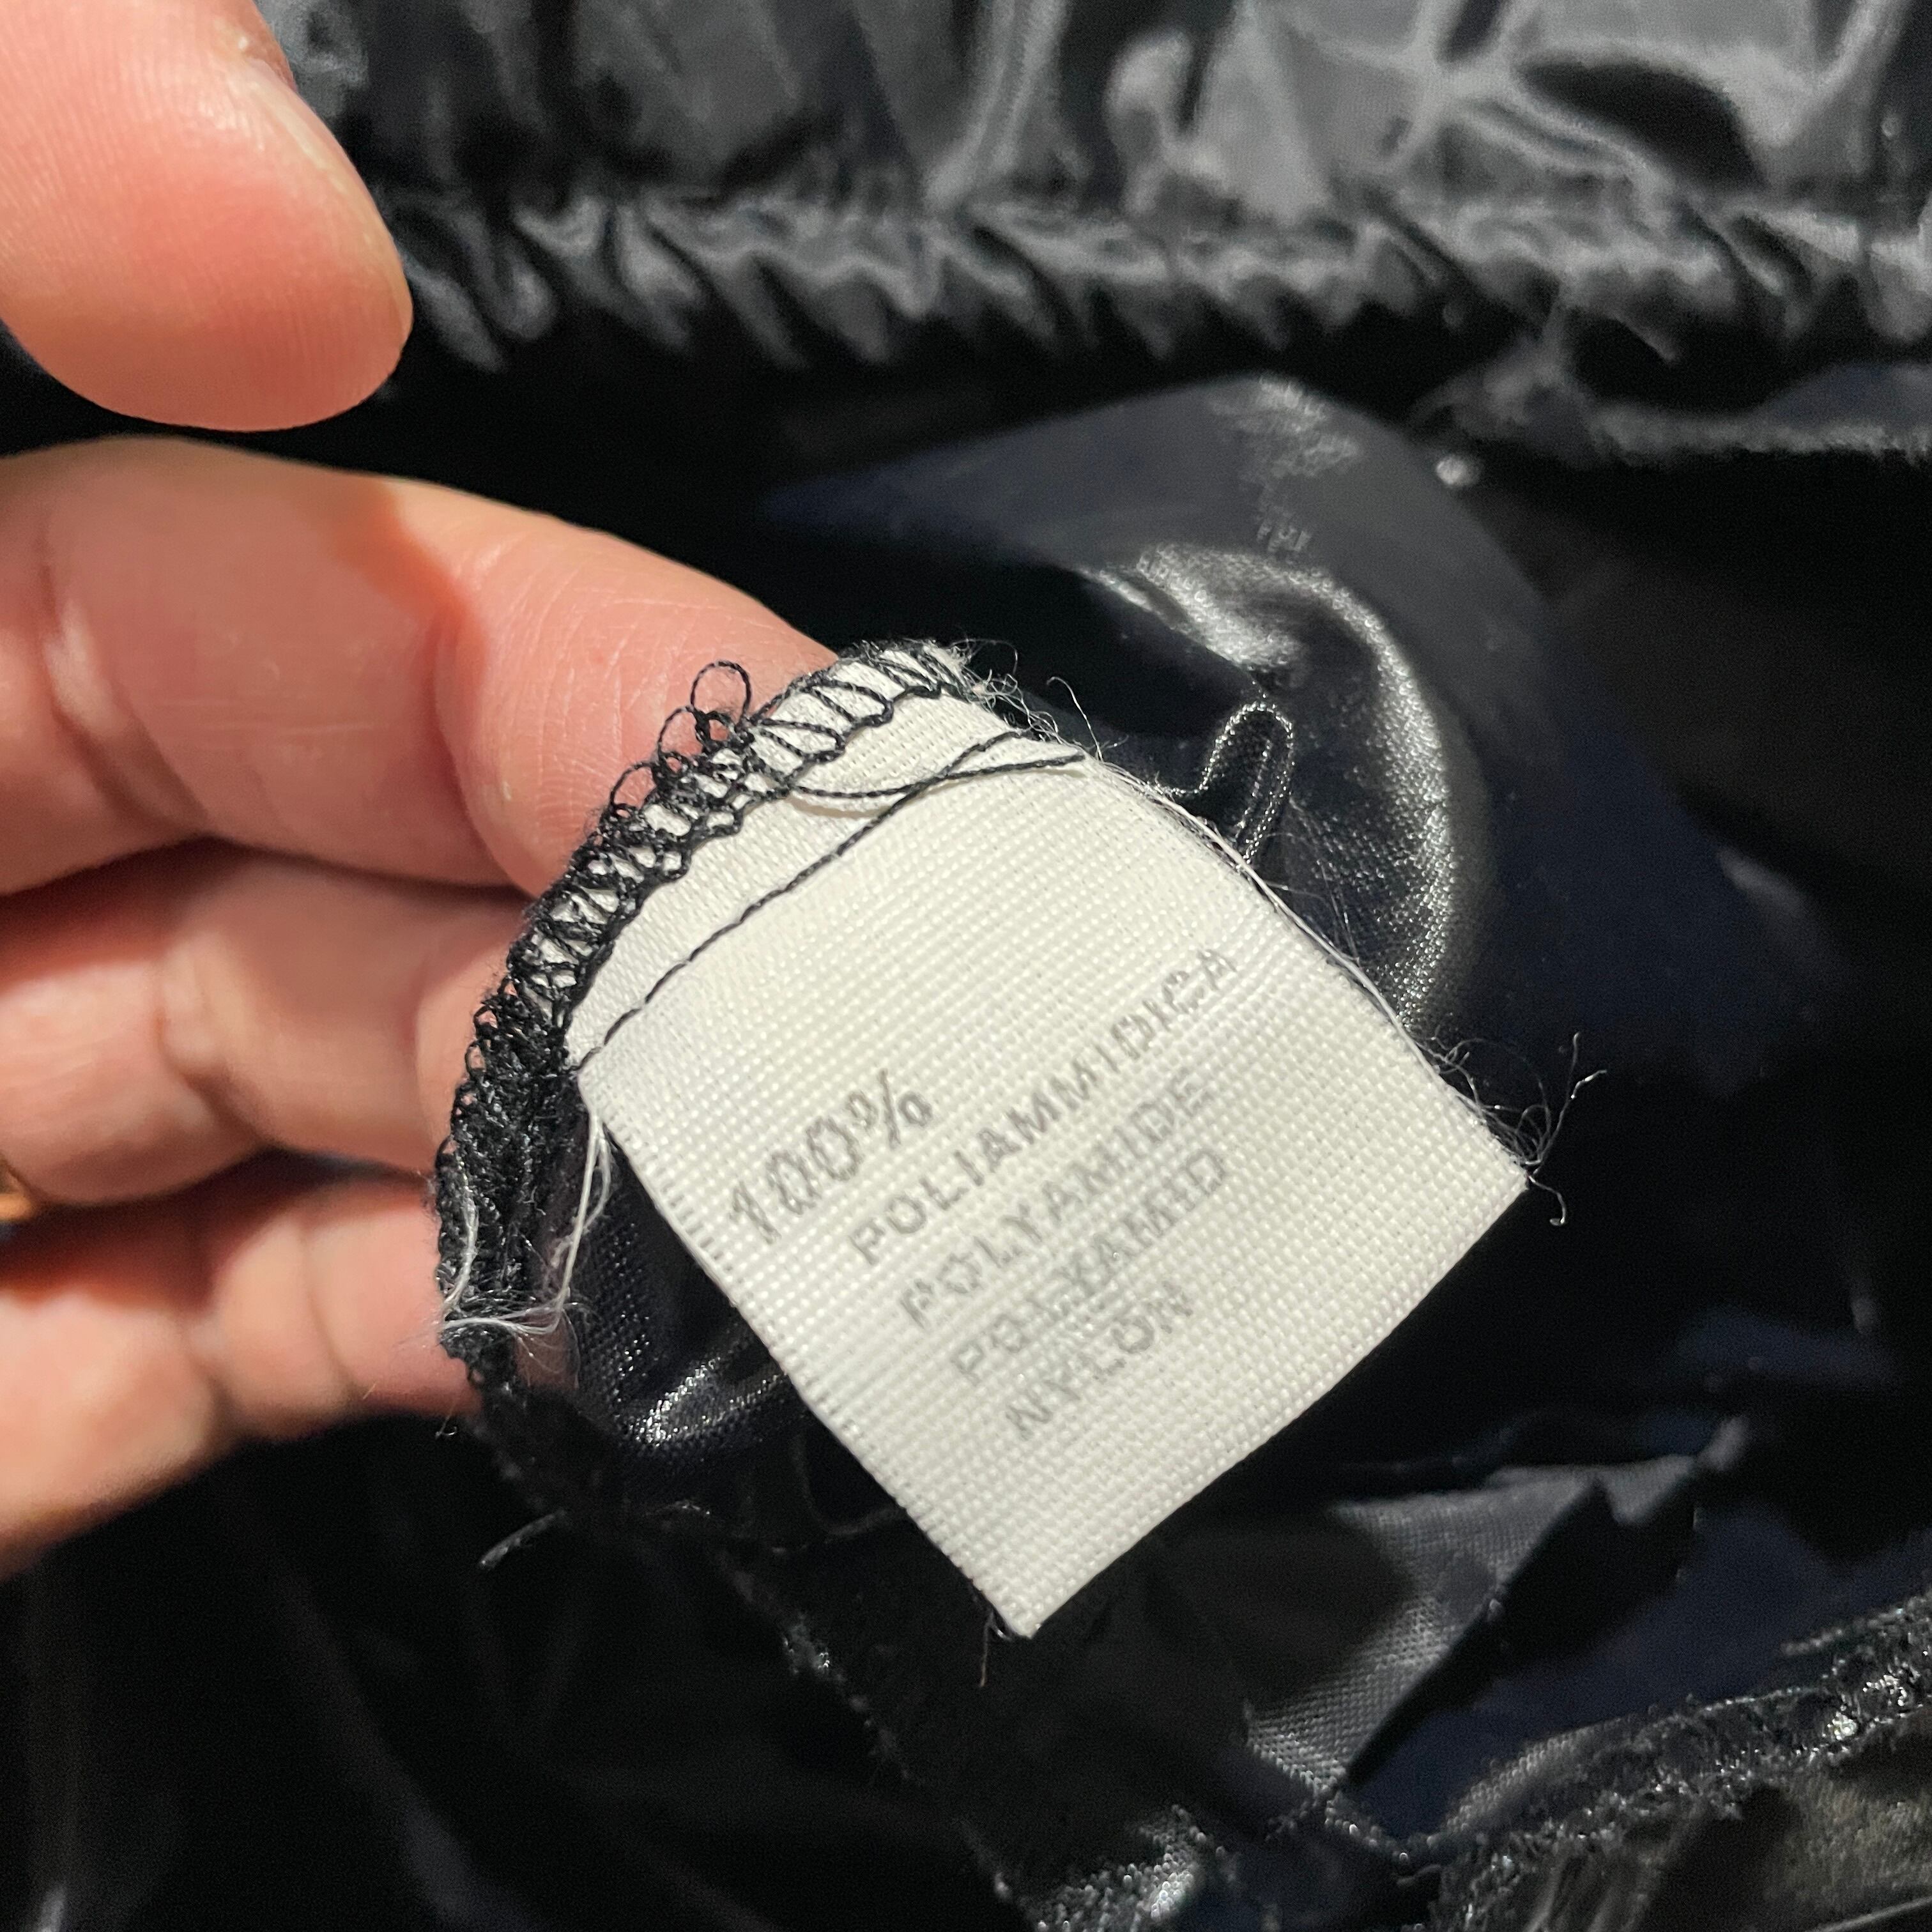 100%
POLIAMMIDICA
POLYAMIDE
POLYAMID
NYLON